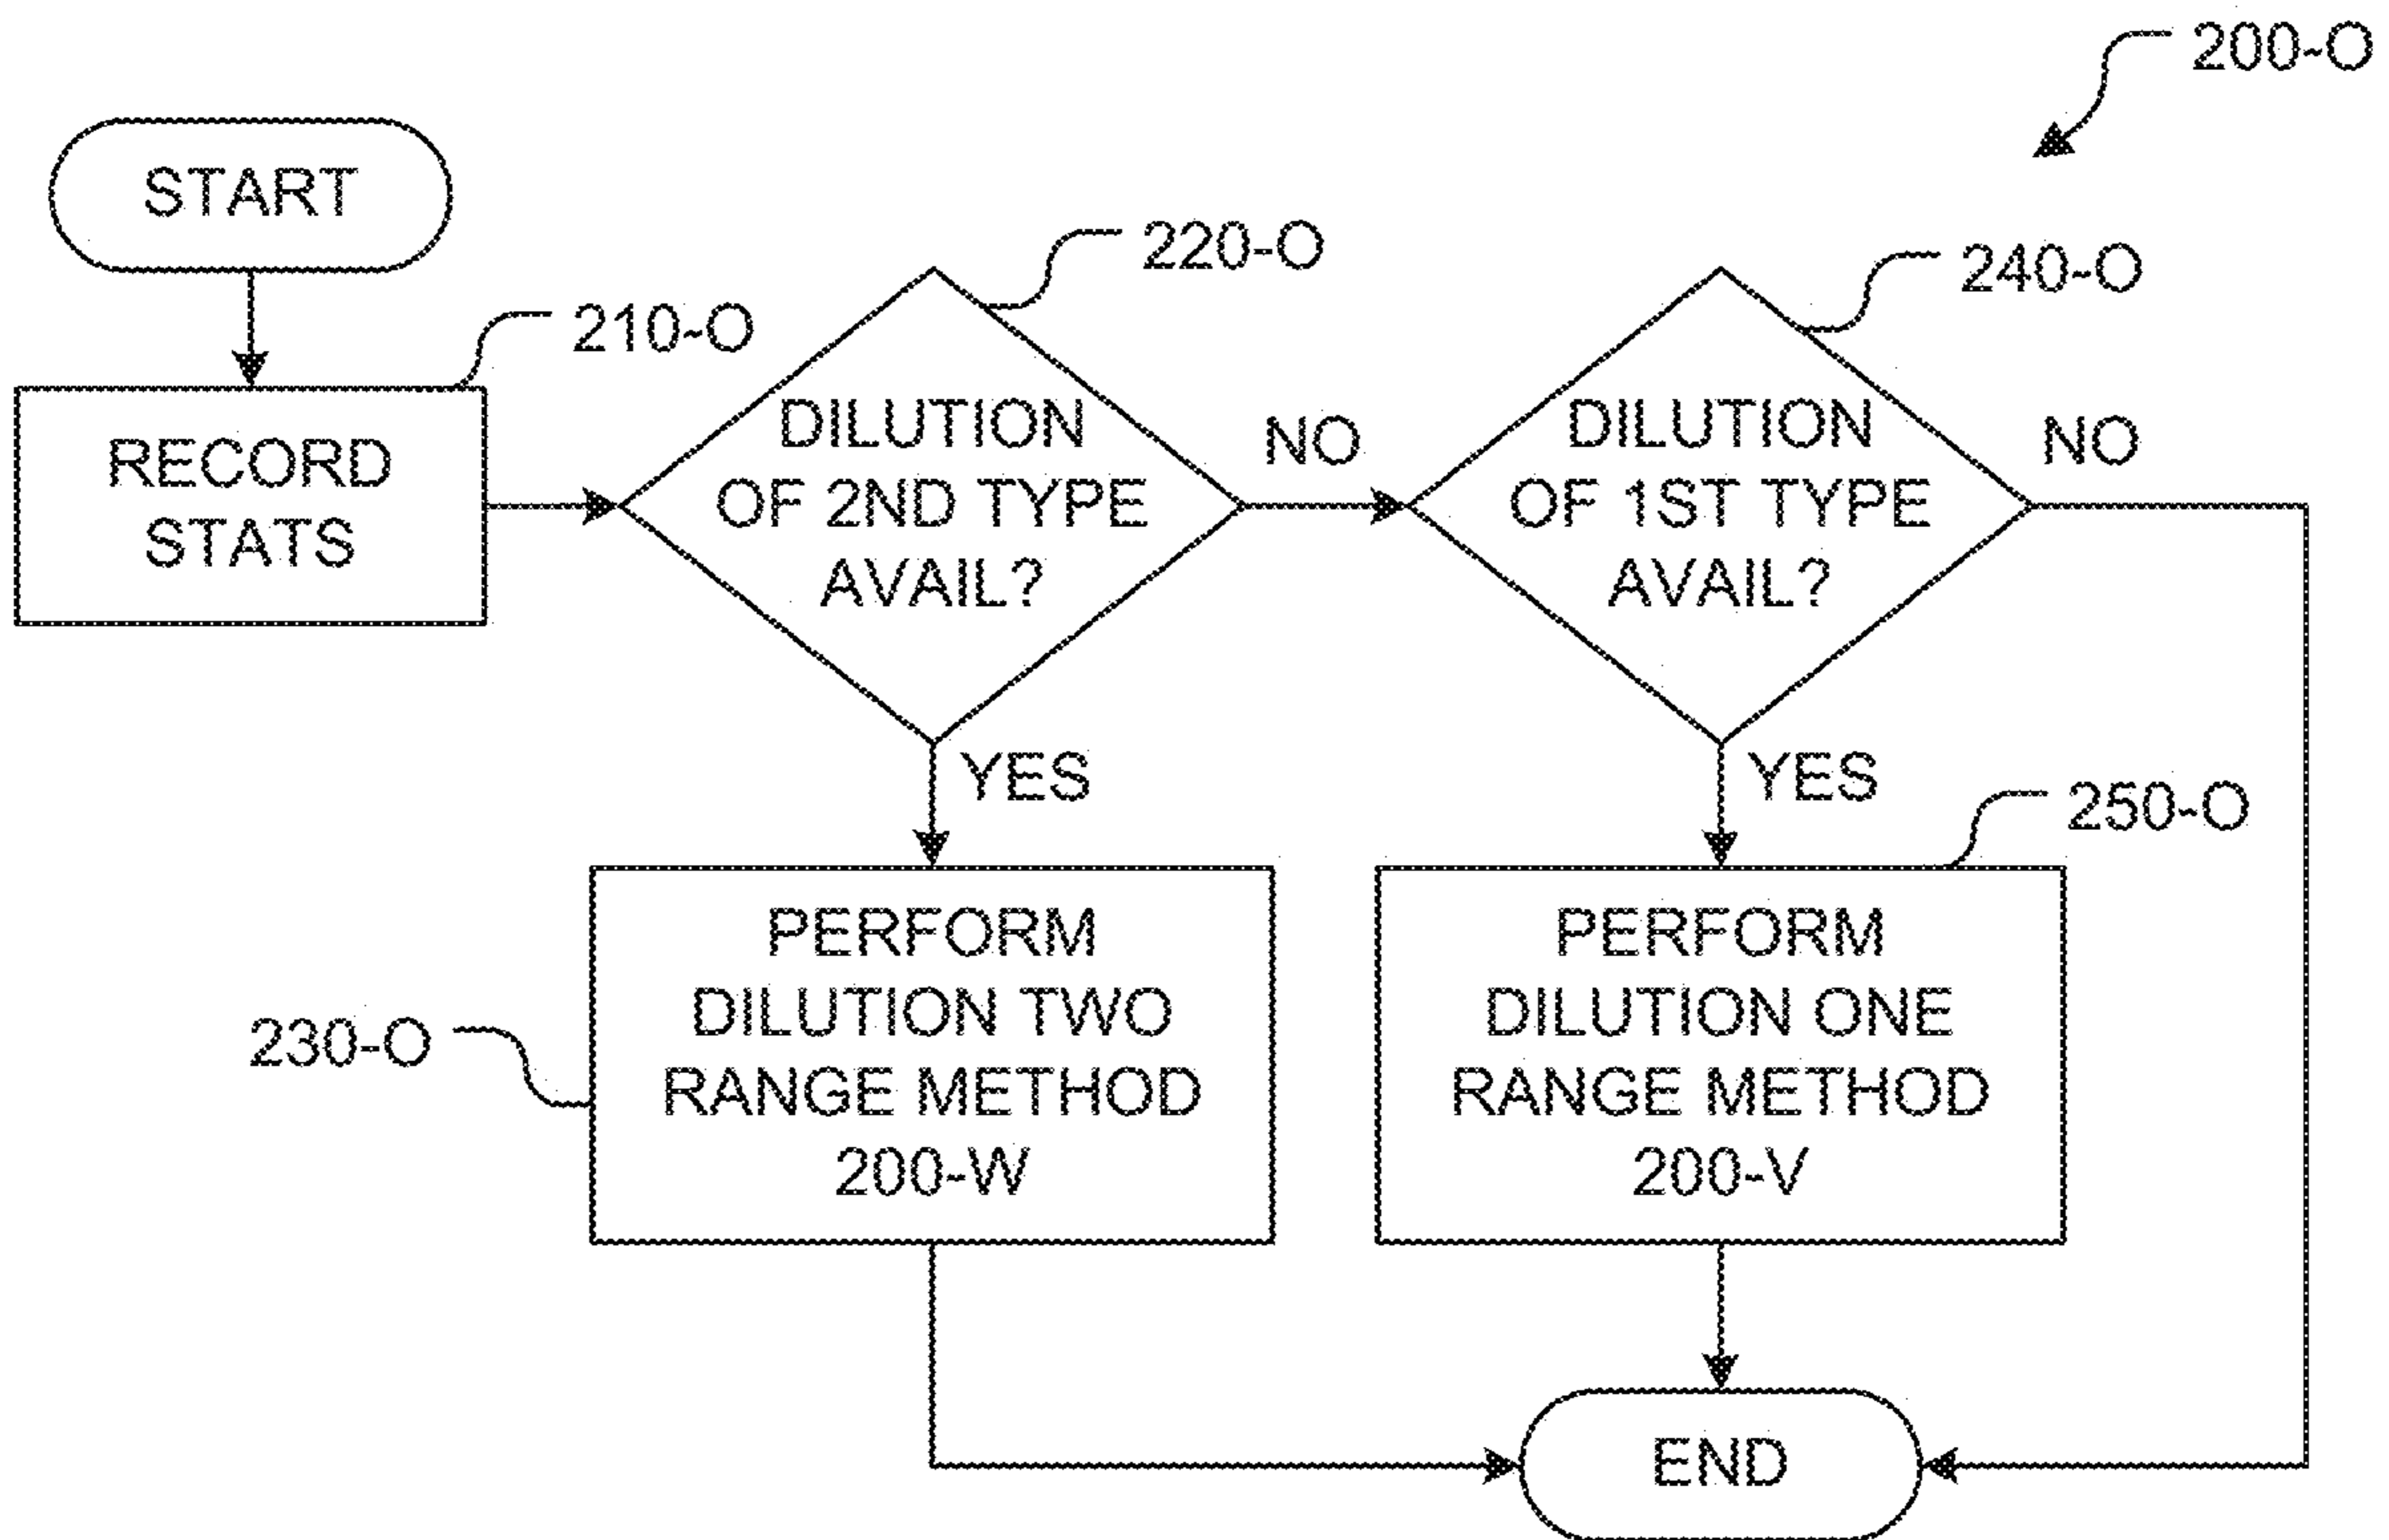 200-O
START
220-O
240-O
210-O
RECORD
STATS
DILUTION
OF 2ND TYPE
AVAIL?
NO
DILUTION
OF 1ST TYPE
AVAIL?
NO
YES
YES
250-O
230-O
PERFORM
DILUTION TWO
RANGE METHOD
200-W
PERFORM
DILUTION ONE
RANGE METHOD
200-V
END